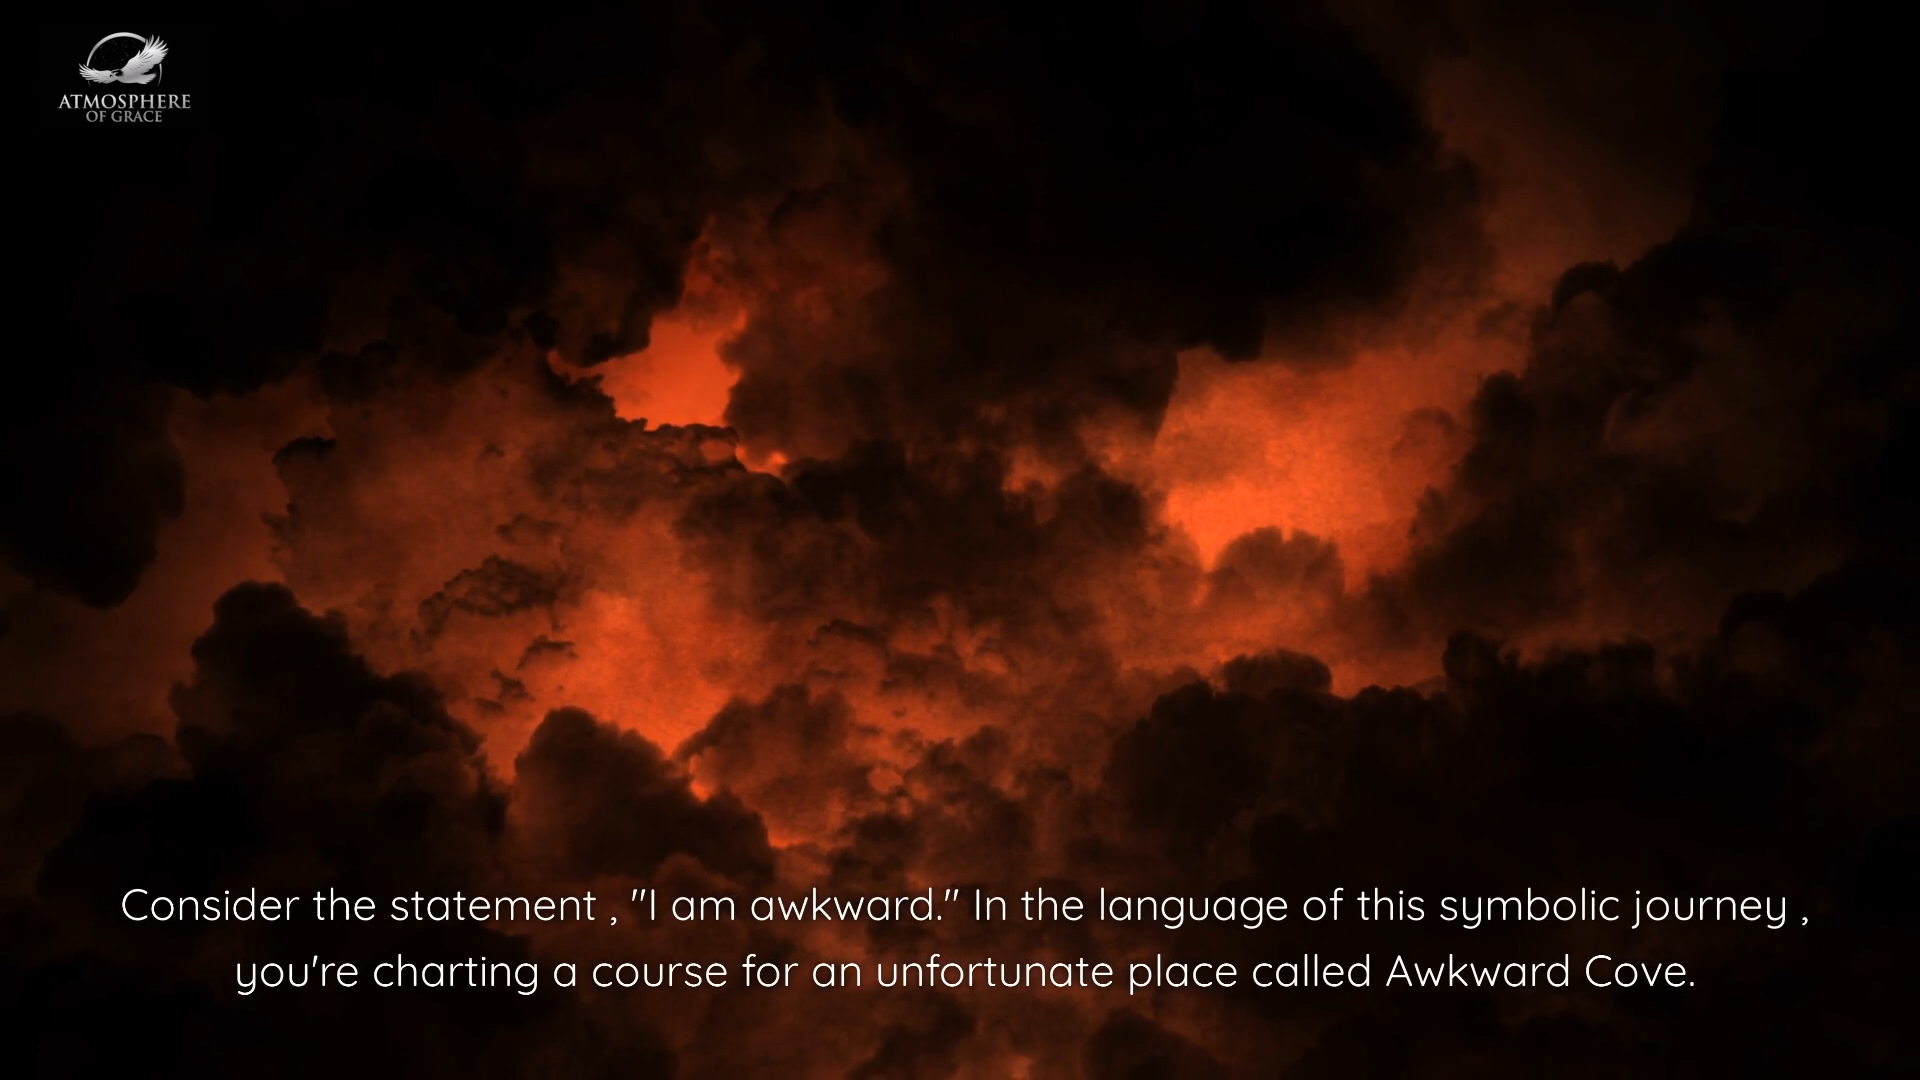 ATMOSPHERE
OF GRACE
Consider the statement , "I am awkward." In the language of this symbolic journey ,
you're charting a course for an unfortunate place called Awkward Cove.